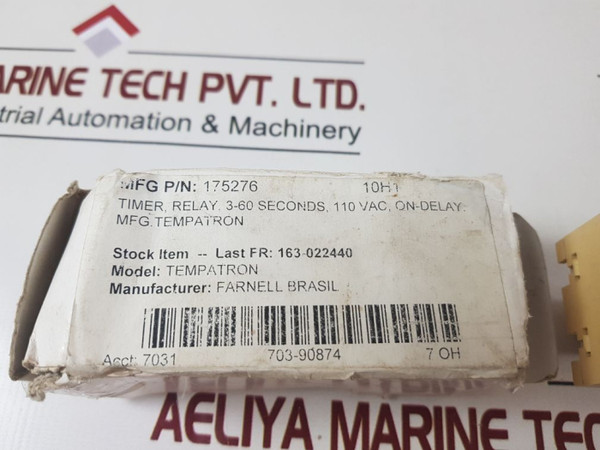 ARINE TECH PVT. LTD.
trial Automation & Machinery
MFG P/N: 175276 10H1
TIMER, RELAY, 3-60 SECONDS, 110 VAC, ON-DELAY,
MFG.TEMPATRON
Stock Item -- Last FR: 163-022440
Model: TEMPATRON
Manufacturer: FARNELL BRASIL
Acct: 7031 703-90874 7 OH
AELIYA MARINE TECH